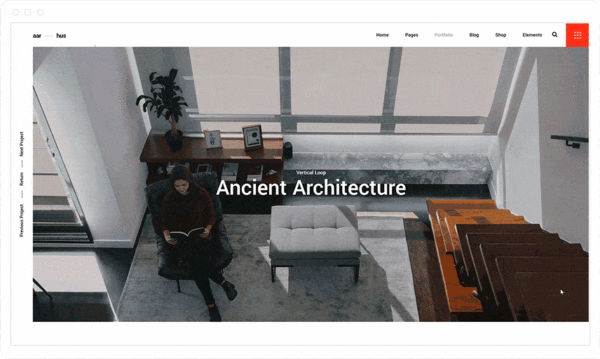 aar — hus
Home Pages Portfolio Blog Shop Elements
Next Project
Return
Previous Project
Vertical Loop
Ancient Architecture